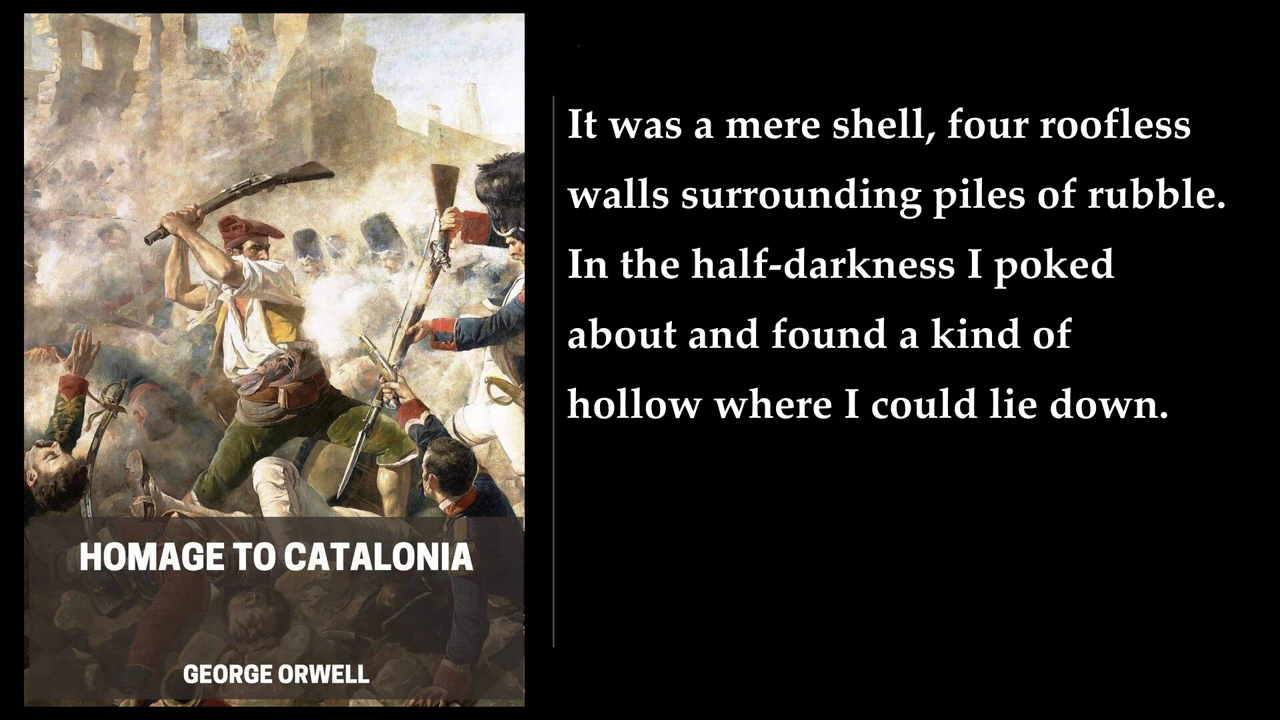 HOMAGE TO CATALONIA
GEORGE ORWELL
It was a mere shell, four roofless
walls surrounding piles of rubble.
In the half-darkness I poked
about and found a kind of
hollow where I could lie down.